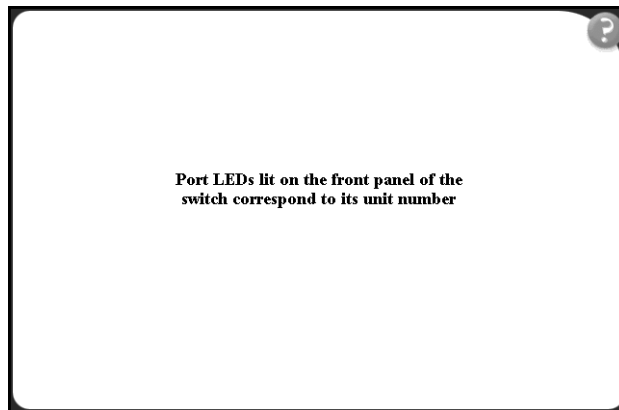 Port LEDs lit on the front panel of the
switch correspond to its unit number